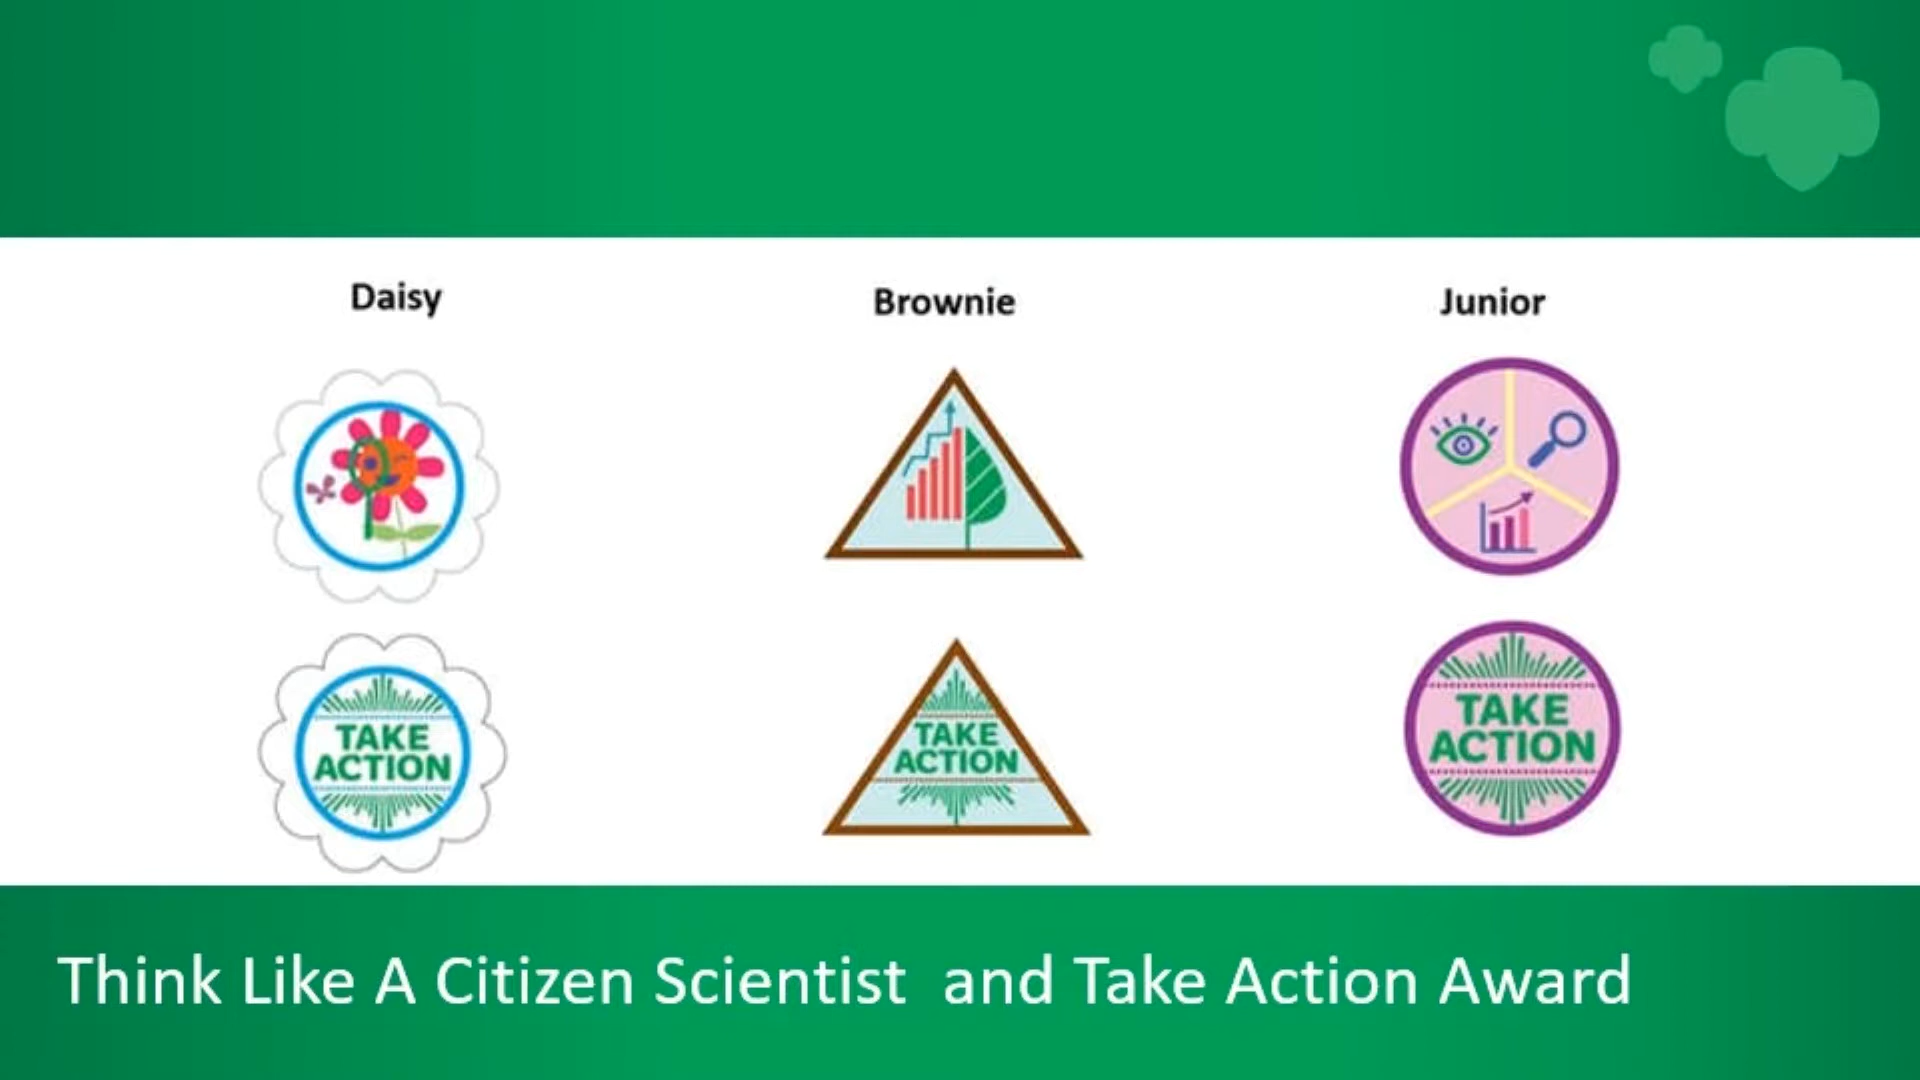 Daisy
Brownie
Junior
TAKE
ACTION
TAKE
ACTION
TAKE
ACTION
Think Like A Citizen Scientist and Take Action Award